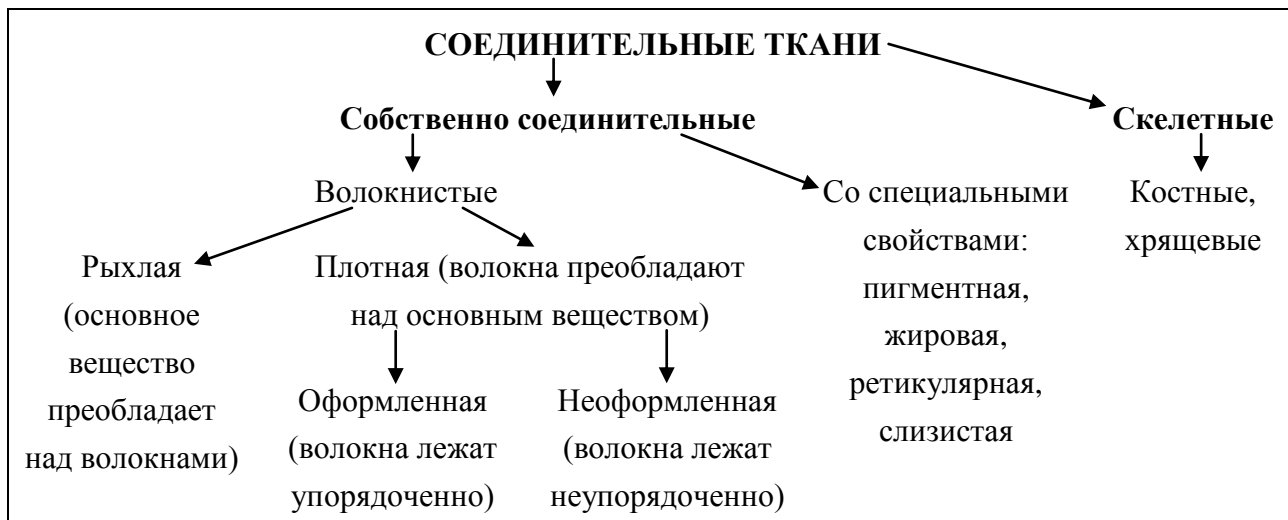 СОЕДИНИТЕЛЬНЫЕ ТКАНИ
Собственно соединительные
Скелетные
Волокнистые
Со специальными
свойствами:
пигментная,
жировая,
ретикулярная,
слизистая
Костные,
хрящевые
Рыхлая
(основное
вещество
преобладает
над волокнами)
Плотная (волокна преобладают
над основным веществом)
Оформленная
(волокна лежат
упорядоченно)
Неоформленная
(волокна лежат
неупорядоченно)